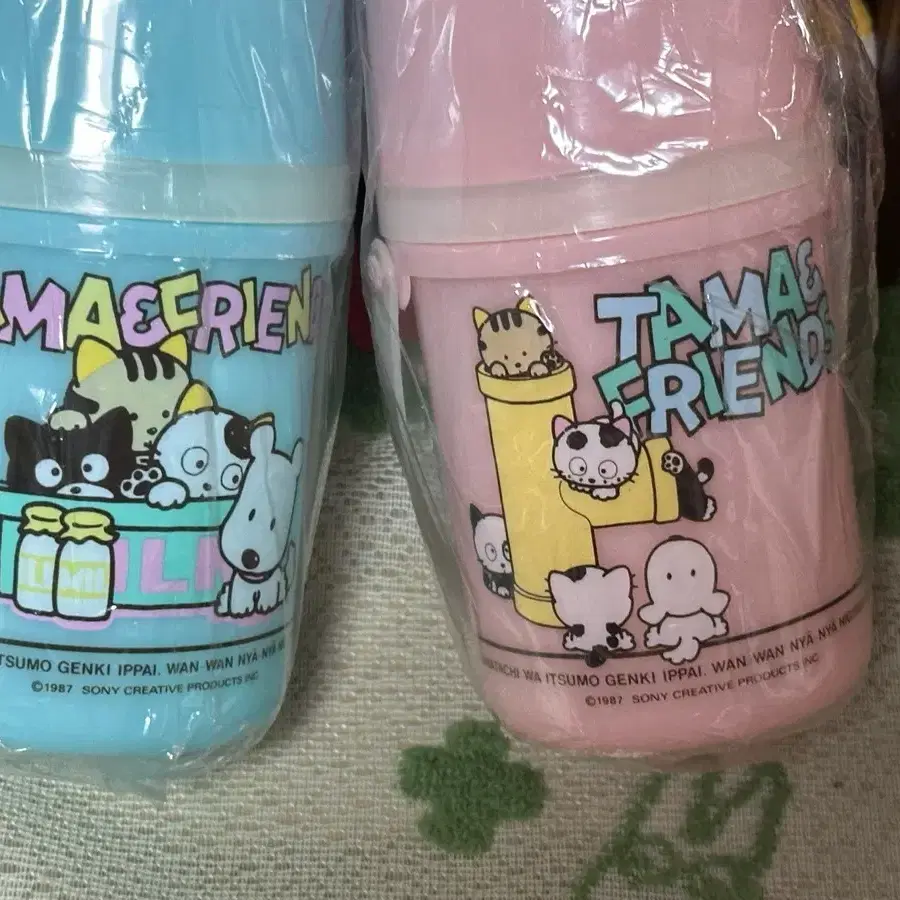 MA&FRIEN
MILK
TSUMO GENKI IPPAI. WAN WAN NYA NYA
©1987 SONY CREATIVE PRODUCTS INC
TAMA&
FRIENDS
WA ITSUMO GENKI IPPAI. WAN WAN NYA NYA
©1987 SONY CREATIVE PRODUCTS INC